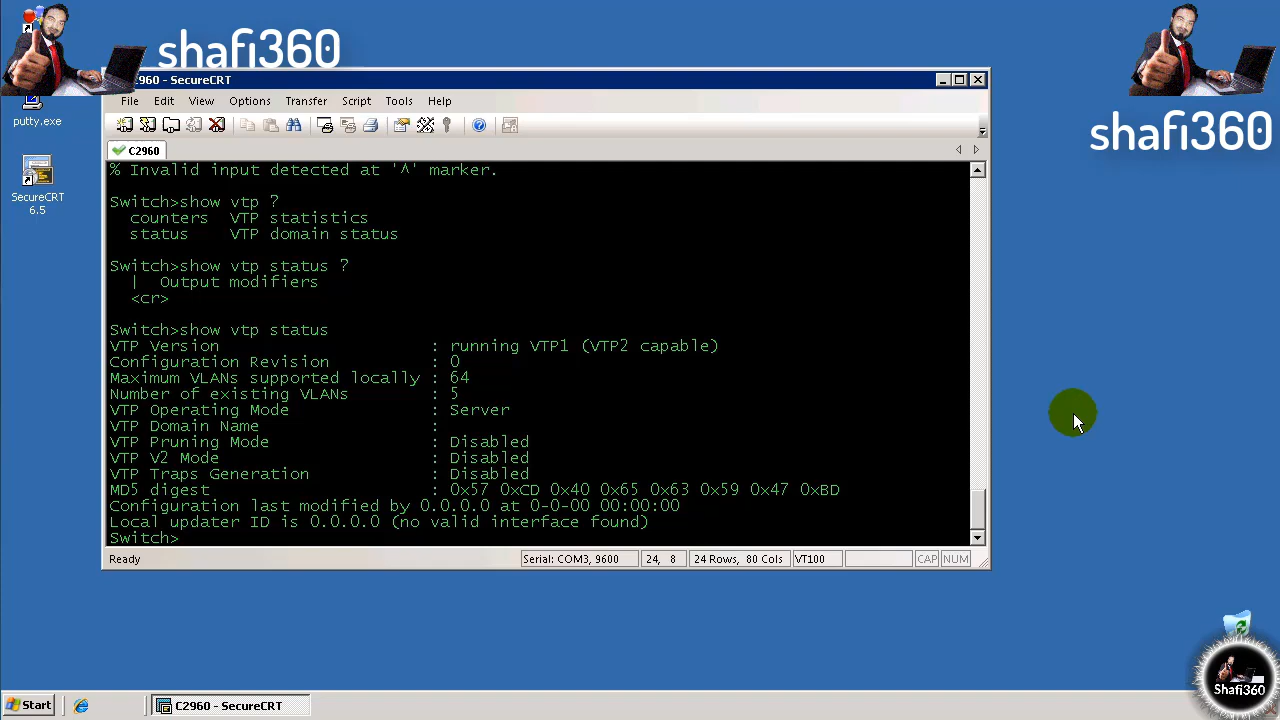 shafi360
shafi360
putty.exe
SecureCRT
6.5
2960 - SecureCRT
File Edit View Options Transfer Script Tools Help
C2960
% Invalid input detected at '^' marker.
Switch>show vtp ?
counters VTP statistics
status VTP domain status
Switch>show vtp status ?
| Output modifiers
<cr>
Switch>show vtp status
VTP Version : running VTP1 (VTP2 capable)
Configuration Revision : 0
Maximum VLANs supported locally : 64
Number of existing VLANs : 5
VTP Operating Mode : Server
VTP Domain Name :
VTP Pruning Mode : Disabled
VTP V2 Mode : Disabled
VTP Traps Generation : Disabled
MD5 digest : 0x57 0xCD 0x40 0x65 0x63 0x59 0x47 0xBD
Configuration last modified by 0.0.0.0 at 0-0-00 00:00:00
Local updater ID is 0.0.0.0 (no valid interface found)
Switch>
Ready Serial: COM3, 9600 24, 8 24 Rows, 80 Cols VT100 CAP NUM
Shafi360
Start C2960 - SecureCRT